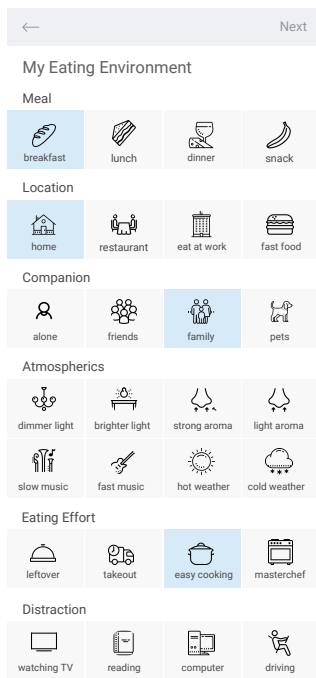 Next
My Eating Environment
Meal
breakfast lunch dinner snack
Location
home restaurant eat at work fast food
Companion
alone friends family pets
Atmospherics
dimmer light brighter light strong aroma light aroma
slow music fast music hot weather cold weather
Eating Effort
leftover takeout easy cooking masterchef
Distraction
watching TV reading computer driving